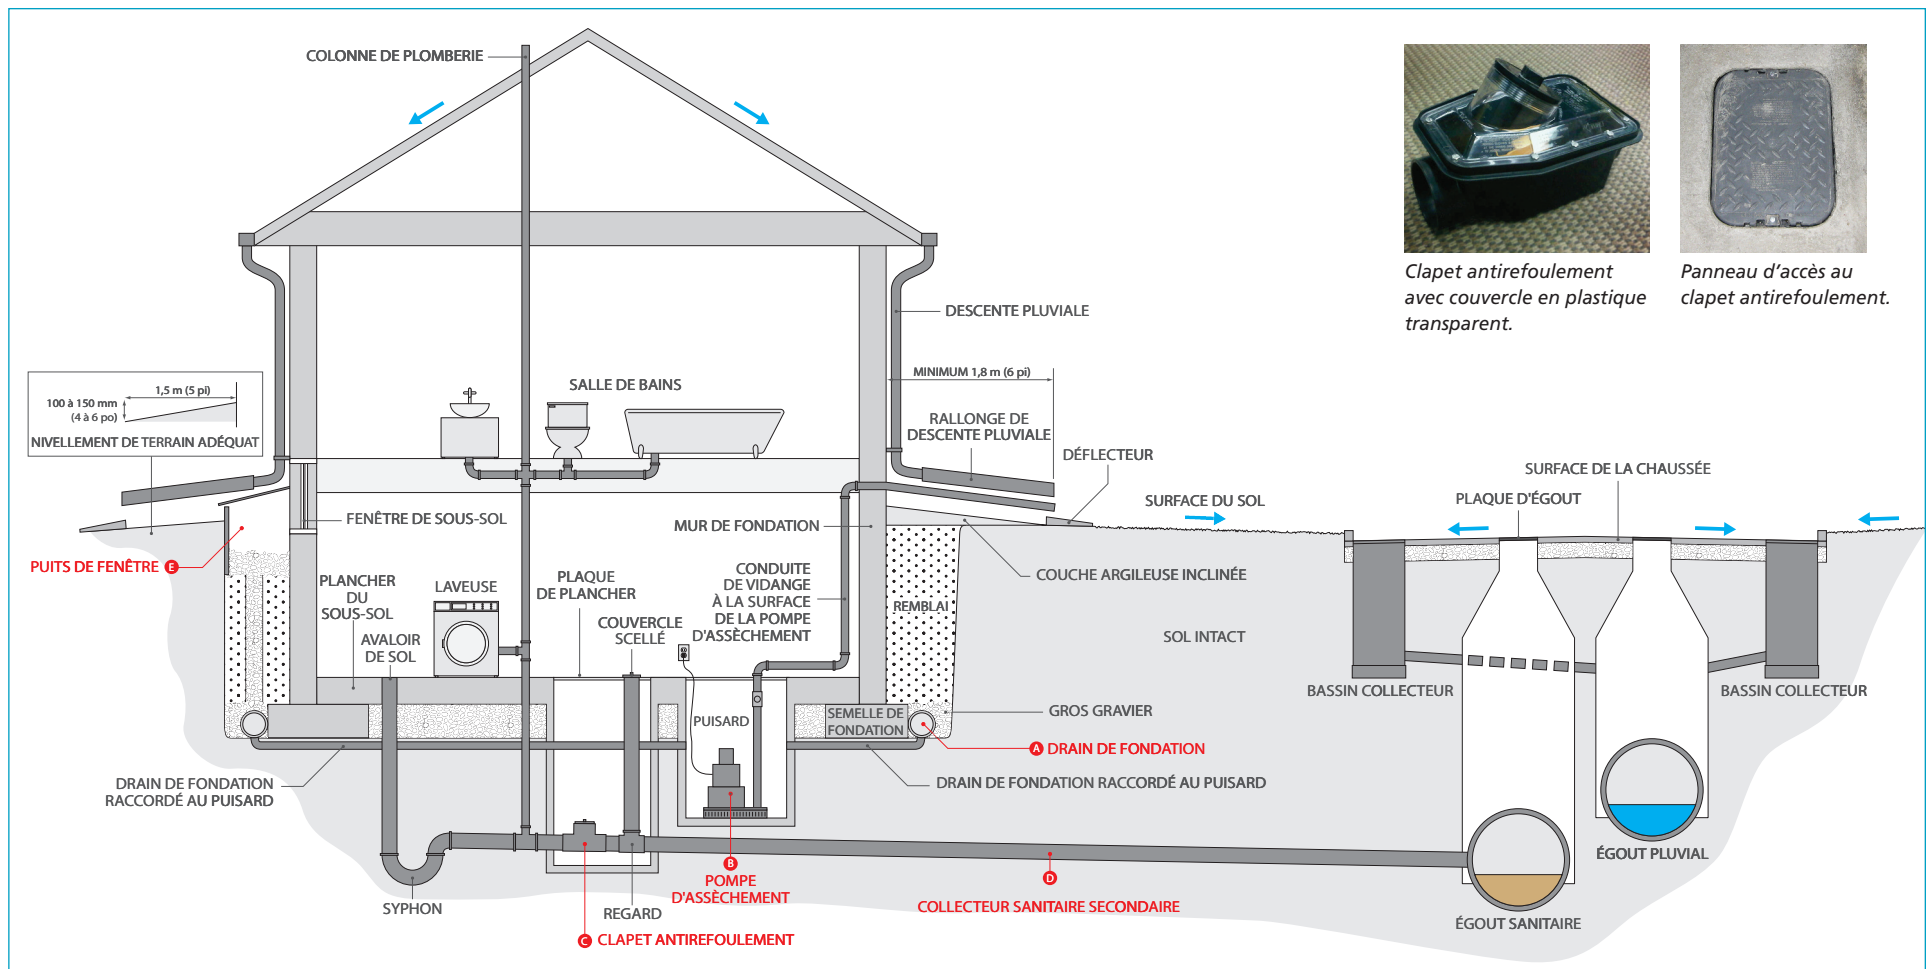 COLONNE DE PLOMBERIE
Clapet antirefoulement
avec couvercle en plastique
transparent.
Panneau d’accès au
clapet antirefoulement.
DESCENTE PLUVIALE
MINIMUM 1,8 m (6 pi)
SALLE DE BAINS
1,5 m (5 pi)
100 à 150 mm
(4 à 6 po)
NIVELLEMENT DE TERRAIN ADÉQUAT
RALLONGE DE
DESCENTE PLUVIALE
DÉFLECTEUR
SURFACE DU SOL
SURFACE DE LA CHAUSSÉE
PLAQUE D'ÉGOUT
FENÊTRE DE SOUS-SOL
MUR DE FONDATION
PUITS DE FENÊTRE E
PLANCHER
DU
SOUS-SOL
AVALOIR
DE SOL
LAVEUSE
PLAQUE
DE PLANCHER
COUVERCLE
SCELLÉ
CONDUITE
DE VIDANGE
À LA SURFACE
DE LA POMPE
D'ASSÈCHEMENT
COUCHE ARGILEUSE INCLINÉE
REMBLAI
SOL INTACT
BASSIN COLLECTEUR
BASSIN COLLECTEUR
PUISARD
SEMELLE DE
FONDATION
GROS GRAVIER
A DRAIN DE FONDATION
DRAIN DE FONDATION
RACCORDÉ AU PUISARD
DRAIN DE FONDATION RACCORDÉ AU PUISARD
ÉGOUT PLUVIAL
B
POMPE
D'ASSÈCHEMENT
D
COLLECTEUR SANITAIRE SECONDAIRE
SYPHON
REGARD
ÉGOUT SANITAIRE
C CLAPET ANTIREFOULEMENT